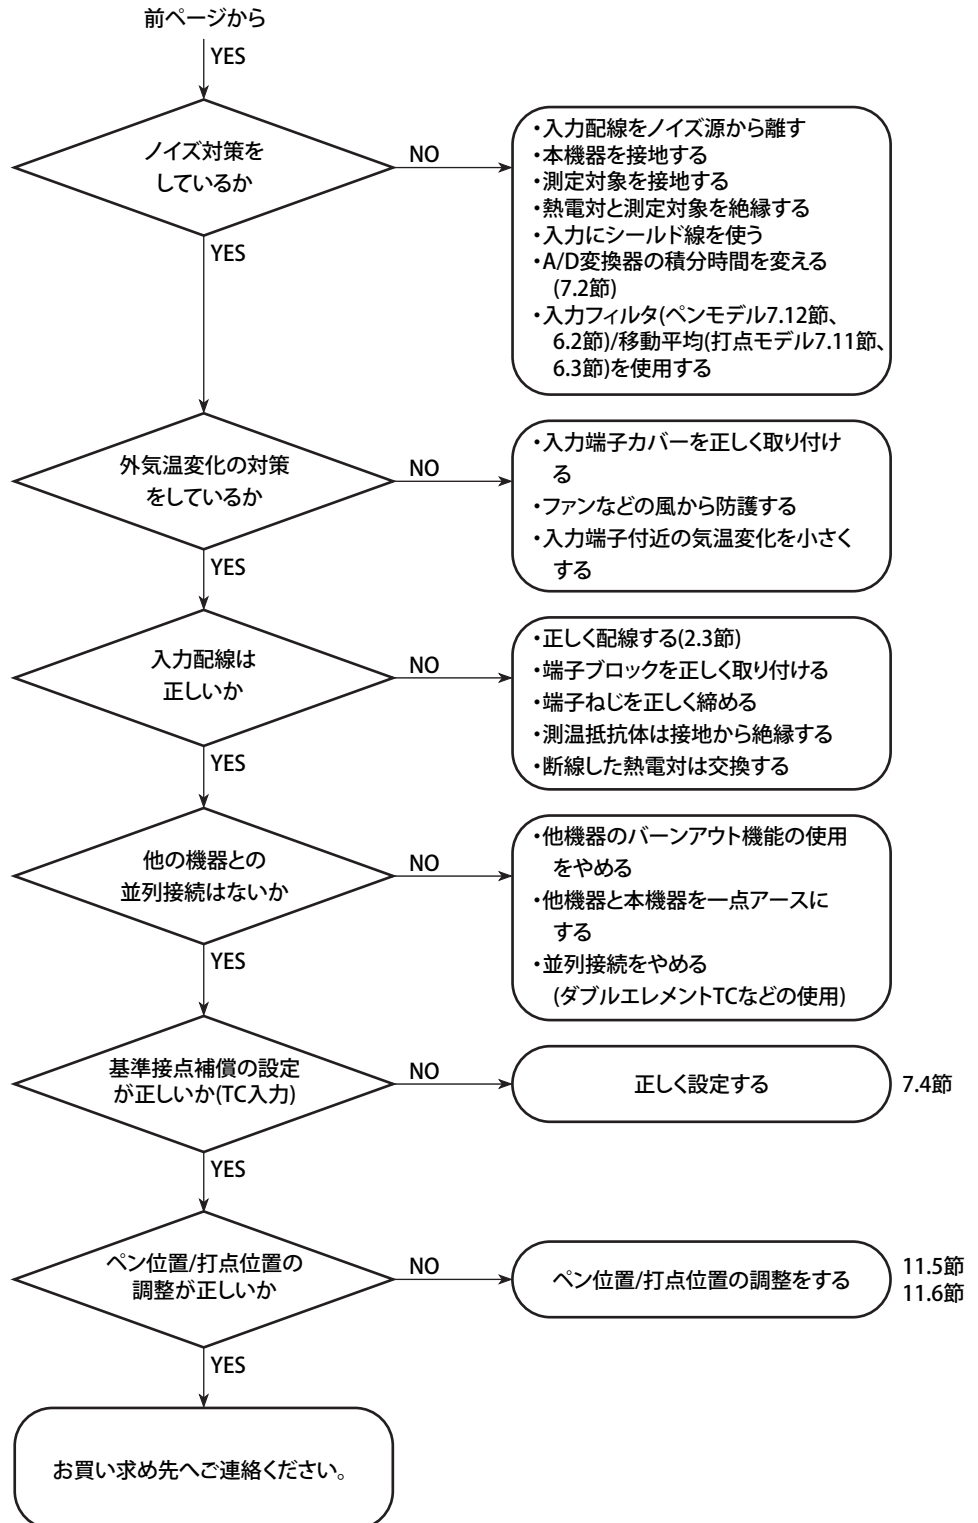 前ページから
YES
ノイズ対策を
しているか
NO
・入力配線をノイズ源から離す
・本機器を接地する
・測定対象を接地する
・熱電対と測定対象を絶縁する
・入力にシールド線を使う
・A/D変換器の積分時間を変える
(7.2節)
・入力フィルタ(ペンモデル7.12節、
6.2節)/移動平均(打点モデル7.11節、
6.3節)を使用する
YES
外気温変化の対策
をしているか
NO
・入力端子カバーを正しく取り付け
る
・ファンなどの風から防護する
・入力端子付近の気温変化を小さく
する
YES
入力配線は
正しいか
NO
・正しく配線する(2.3節)
・端子ブロックを正しく取り付ける
・端子ねじを正しく締める
・測温抵抗体は接地から絶縁する
・断線した熱電対は交換する
YES
他の機器との
並列接続はないか
NO
・他機器のバーンアウト機能の使用
をやめる
・他機器と本機器を一点アースに
する
・並列接続をやめる
(ダブルエレメントTCなどの使用)
YES
基準接点補償の設定
が正しいか(TC入力)
NO
正しく設定する
7.4節
YES
ペン位置/打点位置の
調整が正しいか
NO
ペン位置/打点位置の調整をする
11.5節
11.6節
YES
お買い求め先へご連絡ください。